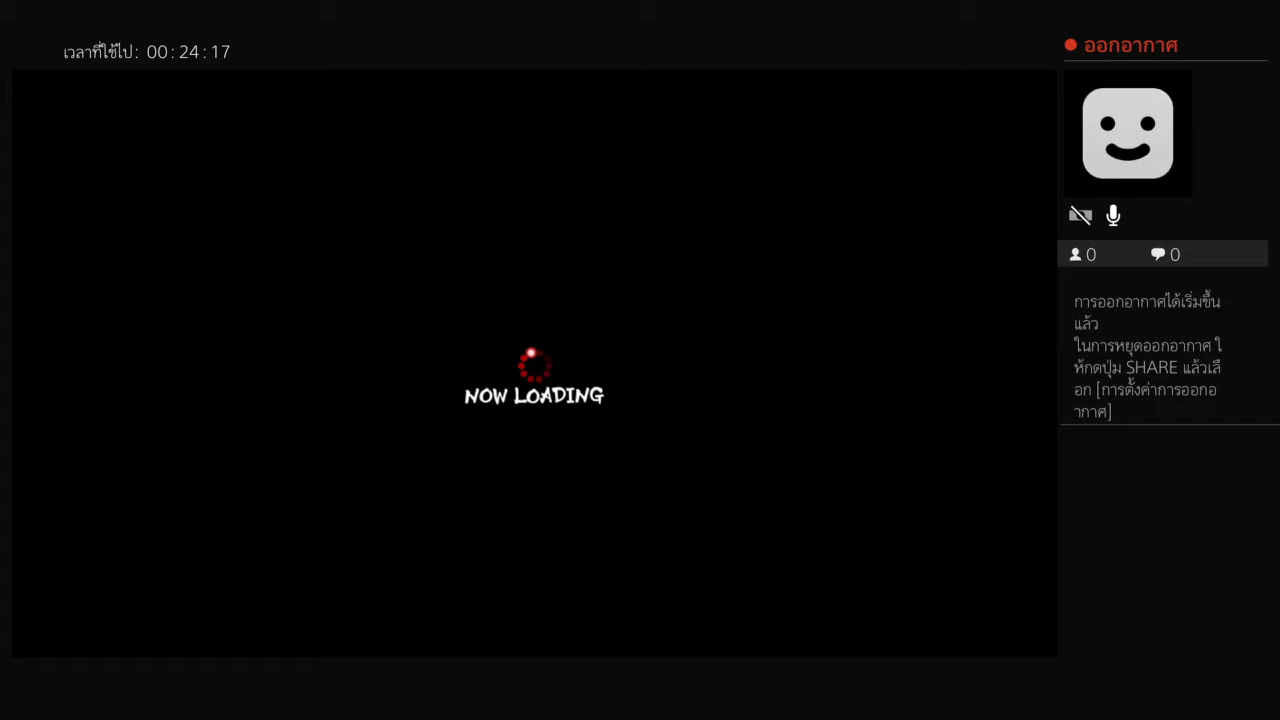 เวลาที่ใช้ไป: 00:24:17
ออกอากาศ
0 0
การออกอากาศได้เริ่มขึ้น
แล้ว
ในการหยุดออกอากาศ ใ
ห้กดปุ่ม SHARE แล้วเลื
อก [การตั้งค่าการออกอ
ากาศ]
NOW LOADING